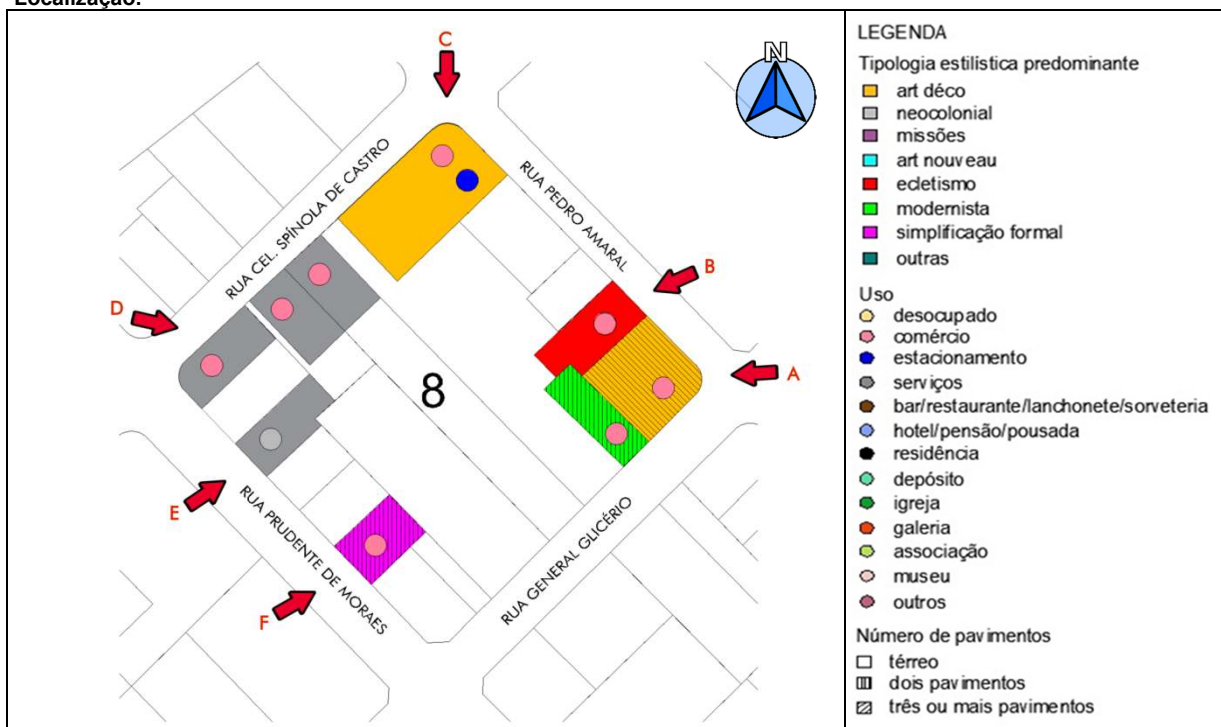 Localização:
C
N
RUA CEL. SPÍNOLA DE CASTRO
RUA PEDRO AMARAL
B
D
A
8
E
RUA PRUDENTE DE MORAES
RUA GENERAL GLICÉRIO
F
LEGENDA
Tipologia estilística predominante
art déco
neocolonial
missões
art nouveau
ecletismo
modernista
simplificação formal
outras
Uso
desocupado
comércio
estacionamento
serviços
bar/restaurante/lanchonete/sorveteria
hotel/pensão/pousada
residência
depósito
igreja
galeria
associação
museu
outros
Número de pavimentos
térreo
dois pavimentos
três ou mais pavimentos